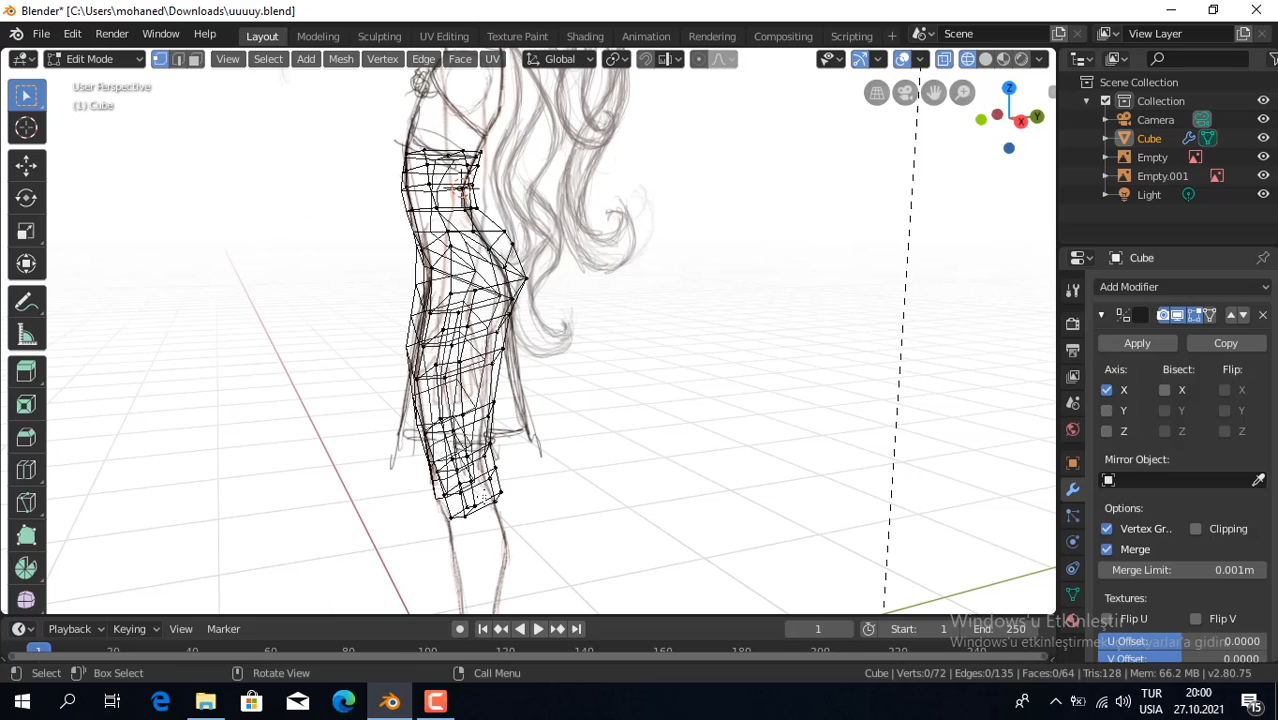 Blender* [C:\Users\mohaned\Downloads\uuuuy.blend]
File Edit Render Window Help Layout Modeling Sculpting UV Editing Texture Paint Shading Animation Rendering Compositing Scripting + Scene View Layer
Edit Mode View Select Add Mesh Vertex Edge Face UV Global
User Perspective
(1) Cube
Z
Y
X
Scene Collection
Collection
Camera
Cube
Empty
Empty.001
Light
Cube
Add Modifier
Apply Copy
Axis: Bisect: Flip:
X X X
Y Y Y
Z Z Z
Mirror Object:
Options:
Vertex Gr... Clipping
Merge
Merge Limit: 0.001m
Textures:
Flip U Flip V
U Offset: 0.0000
V Offset: 0.0000
Windows'u Etkinleştir
Windows'u etkinleştirmek için Ayarlar'a gidin.
Playback Keying View Marker 1 Start: 1 End: 250
1 20 40 60 80 100 120 140 160 180 200 220 240
Select Box Select Rotate View Call Menu Cube | Verts:0/72 | Edges:0/135 | Faces:0/64 | Tris:128 | Mem: 66.2 MB | v2.80.75
TUR
USIA
20:00
27.10.2021
15